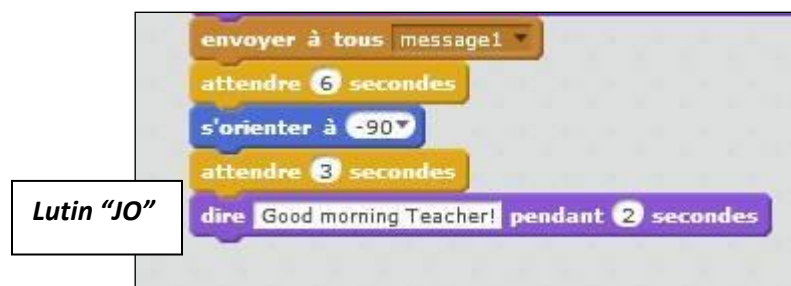 envoyer à tous message1
attendre 6 secondes
s'orienter à -90
attendre 3 secondes
Lutin “JO”
dire Good morning Teacher! pendant 2 secondes